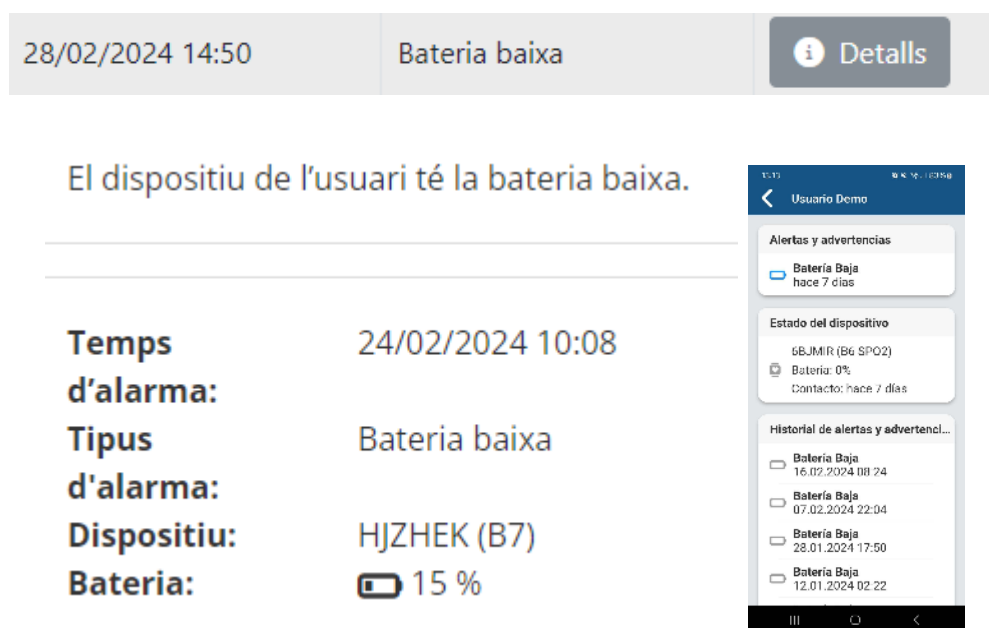 28/02/2024 14:50 Bateria baixa Detalls
El dispositiu de l'usuari té la bateria baixa.
Temps d'alarma: 24/02/2024 10:08
Tipus d'alarma: Bateria baixa
Dispositiu: HJZHEK (B7)
Bateria: 15 %
Usuario Demo
Alertas y advertencias
Batería Baja
hace 7 días
Estado del dispositivo
6BJMIR (B6 SPO2)
Batería: 0%
Contacto: hace 7 días
Historial de alertas y advertenci...
Batería Baja
16.02.2024 08 24
Batería Baja
07.02.2024 22:04
Batería Baja
28.01.2024 17:50
Batería Baja
12.01.2024 02.22